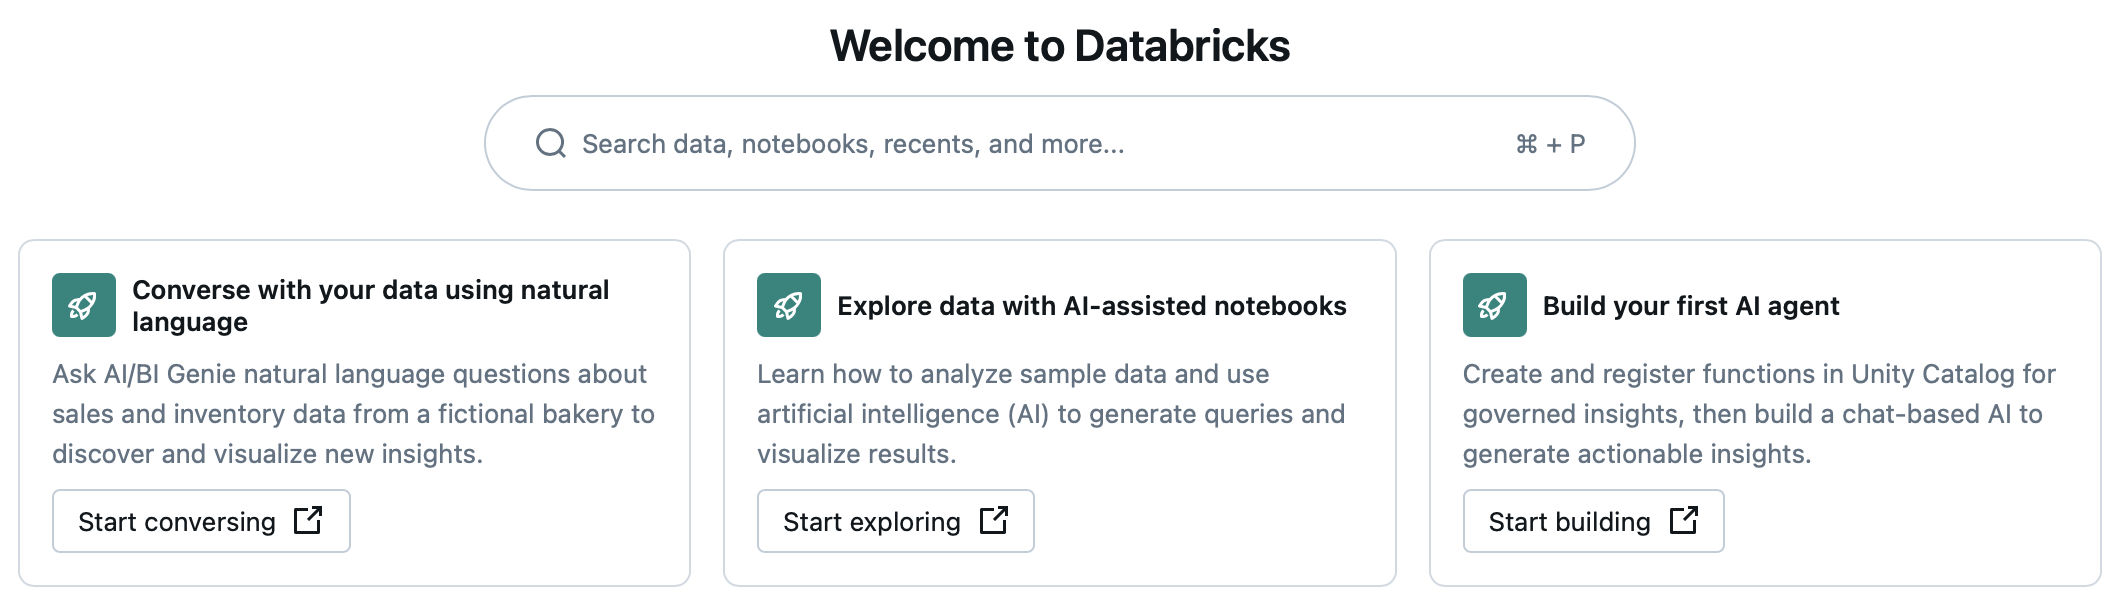 Welcome to Databricks
Search data, notebooks, recents, and more...
⌘ + P
Converse with your data using natural
language
Ask AI/BI Genie natural language questions about
sales and inventory data from a fictional bakery to
discover and visualize new insights.
Start conversing
Explore data with AI-assisted notebooks
Learn how to analyze sample data and use
artificial intelligence (AI) to generate queries and
visualize results.
Start exploring
Build your first AI agent
Create and register functions in Unity Catalog for
governed insights, then build a chat-based AI to
generate actionable insights.
Start building